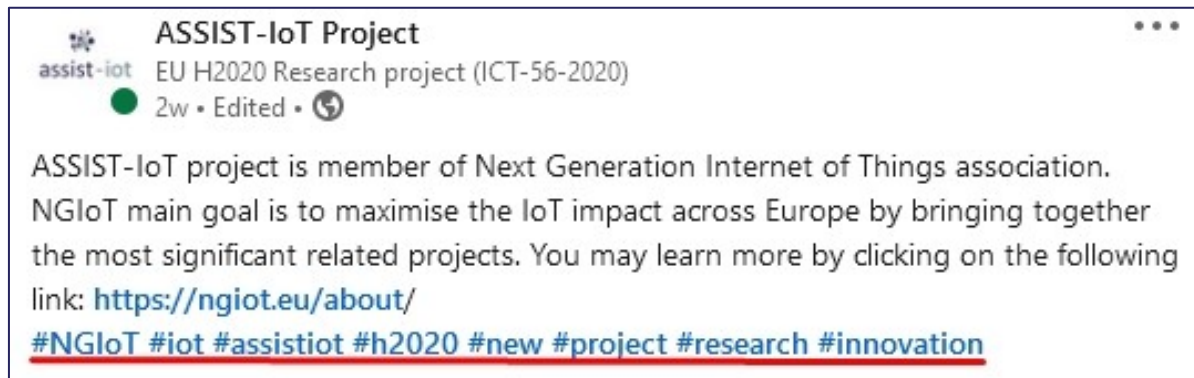 ASSIST-IoT Project
assist-iot
EU H2020 Research project (ICT-56-2020)
2w • Edited •
ASSIST-IoT project is member of Next Generation Internet of Things association.
NGIoT main goal is to maximise the IoT impact across Europe by bringing together
the most significant related projects. You may learn more by clicking on the following
link: https://ngiot.eu/about/
#NGIoT #iot #assistiot #h2020 #new #project #research #innovation